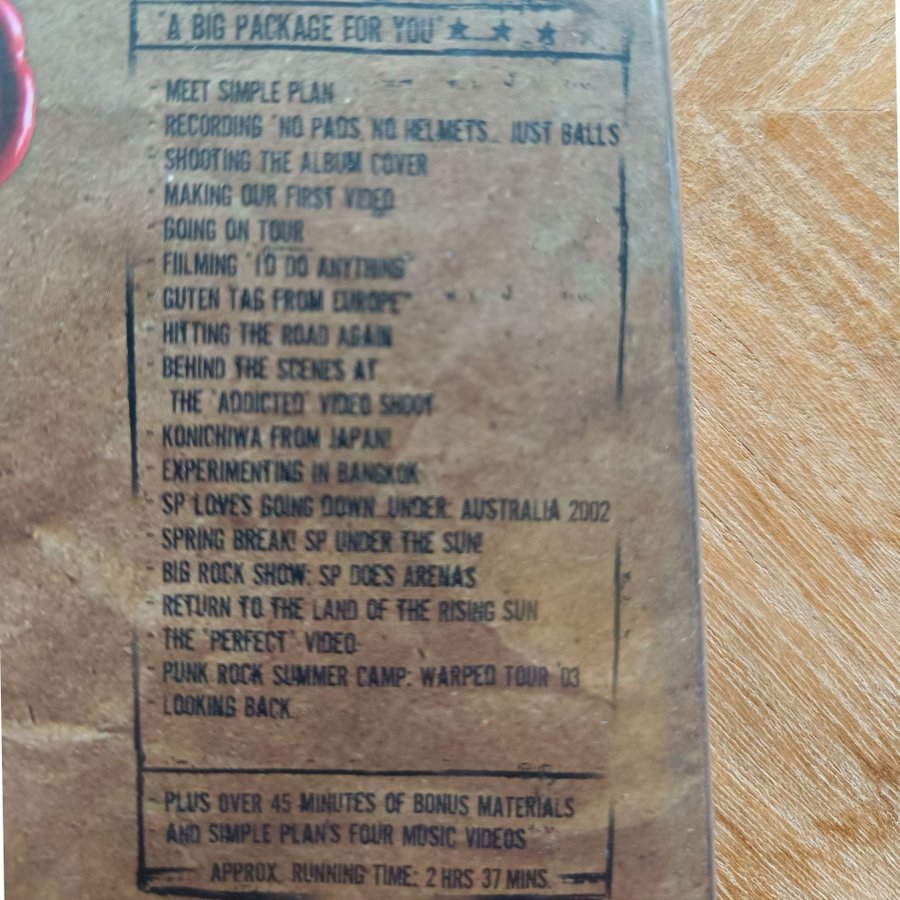 "A BIG PACKAGE FOR YOU" ★ ★ ★
- MEET SIMPLE PLAN
- RECORDING "NO PADS, NO HELMETS... JUST BALLS"
- SHOOTING THE ALBUM COVER
- MAKING OUR FIRST VIDEO
- GOING ON TOUR
- FIILMING "I'D DO ANYTHING"
- GUTEN TAG FROM EUROPE"
- HITTING THE ROAD AGAIN
- BEHIND THE SCENES AT
THE "ADDICTED" VIDEO SHOOT
- KONICHIWA FROM JAPAN!
- EXPERIMENTING IN BANGKOK
- SP LOVES GOING DOWN...UNDER: AUSTRALIA 2002
- SPRING BREAK! SP UNDER THE SUN!
- BIG ROCK SHOW: SP DOES ARENAS
- RETURN TO THE LAND OF THE RISING SUN
- THE "PERFECT" VIDEO
- PUNK ROCK SUMMER CAMP: WARPED TOUR '03
- LOOKING BACK...
- PLUS OVER 45 MINUTES OF BONUS MATERIALS
- AND SIMPLE PLAN'S FOUR MUSIC VIDEOS
APPROX. RUNNING TIME: 2 HRS 37 MINS.